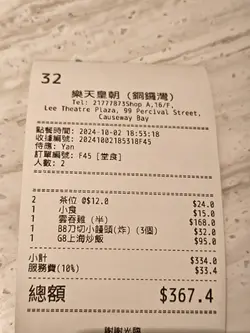 32
樂天皇朝 (銅鑼灣)
Tel: 21777873Shop A,16/F,
Lee Theatre Plaza, 99 Percival Street,
Causeway Bay
點餐時間: 2024-10-02 18:53:18
收據編號: 20241002185318F45
侍應: Yan
訂單編號: F45 [堂食]
人數: 2
2 茶位 @$12.0 $24.0
1 小食 $15.0
1 雲吞雞 (半) $168.0
1 B8刀切小饅頭(炸) (3個) $32.0
1 G8上海炒飯 $95.0
小計 $334.0
服務費(10%) $33.4
總額 $367.4
謝謝光臨